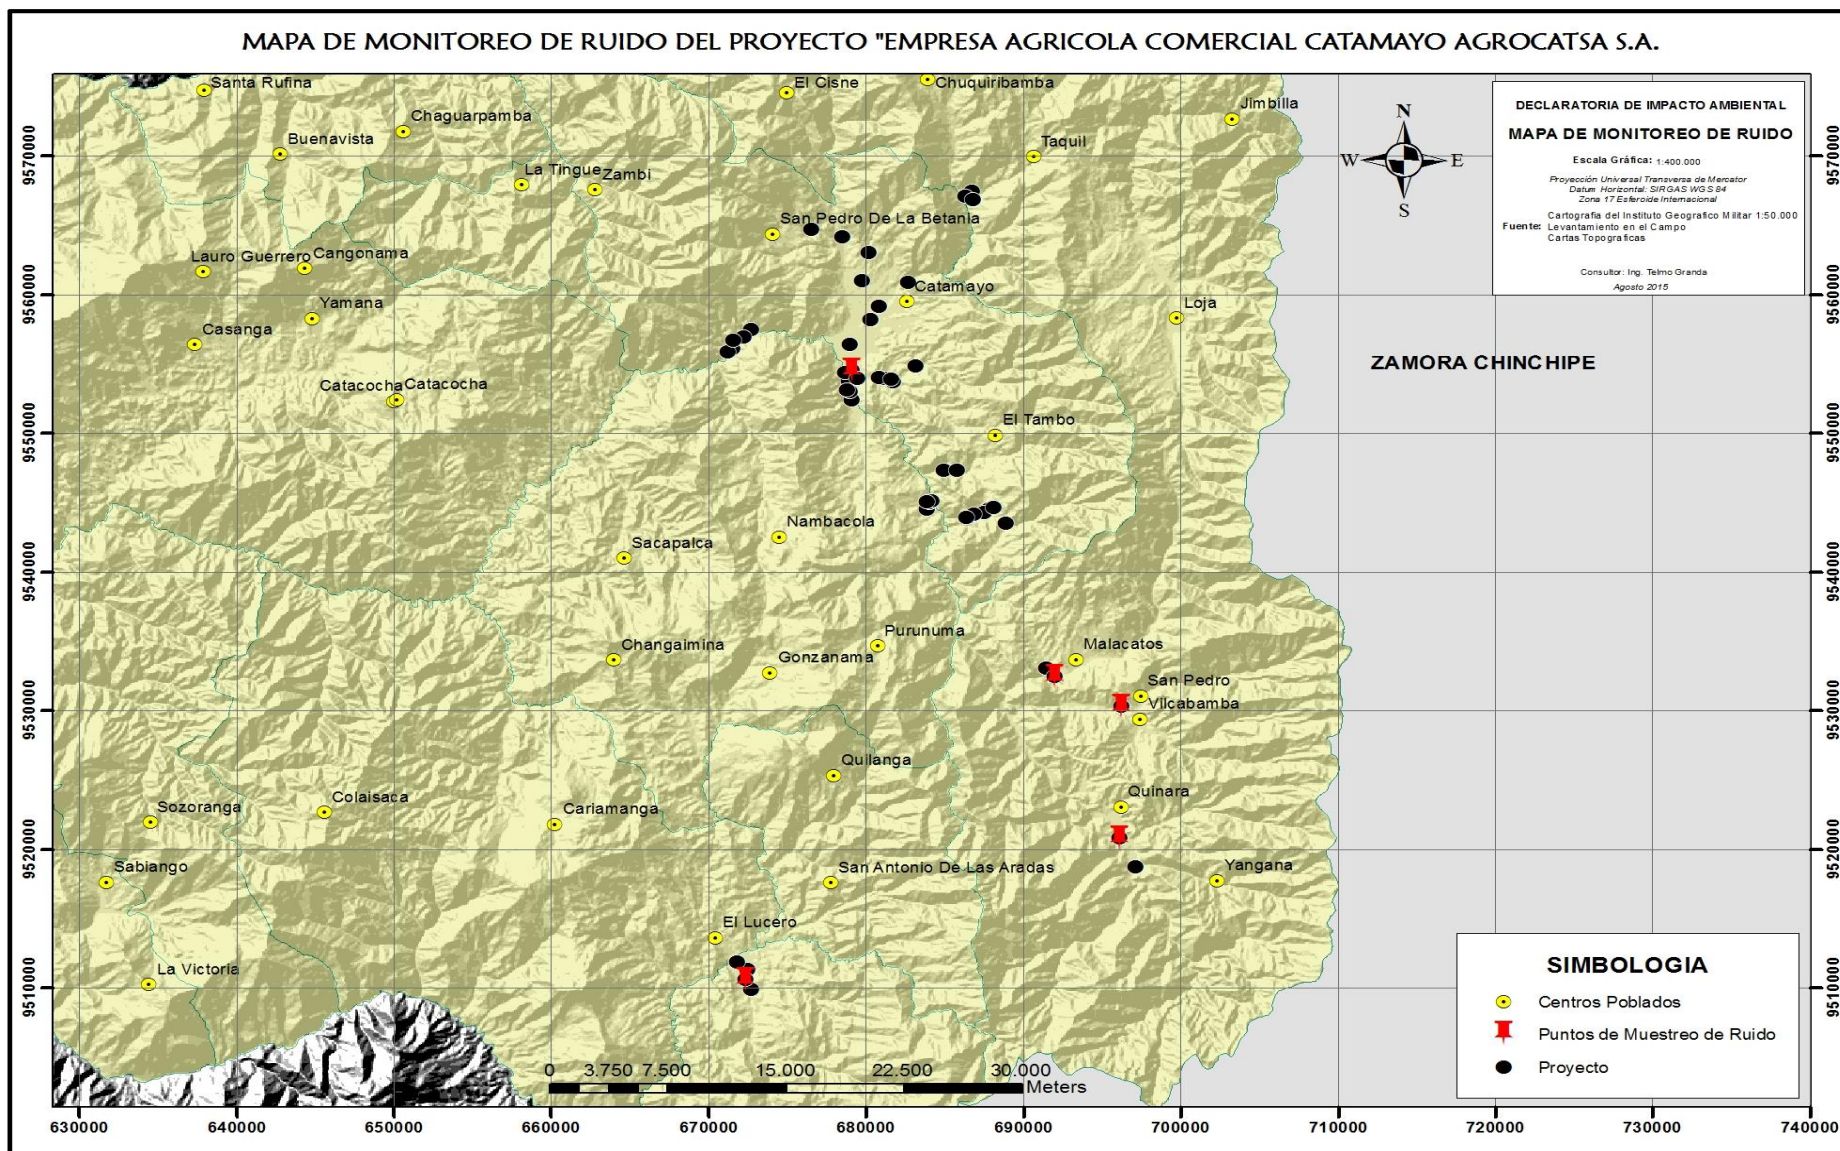 MAPA DE MONITOREO DE RUIDO DEL PROYECTO "EMPRESA AGRICOLA COMERCIAL CATAMAYO AGROCATSA S.A.
DECLARATORIA DE IMPACTO AMBIENTAL
MAPA DE MONITOREO DE RUIDO
Escala Gráfica: 1:400.000
Proyección Universal Transversa de Mercator
Datum Horizontal: SIRGAS WGS 84
Zona 17 Esferoide Internacional
Cartografia del Instituto Geografico Militar 1:50.000
Fuente: Levantamiento en el Campo
Cartas Topograficas
Consultor: Ing. Telmo Granda
Agosto 2015
N
W E
S
Santa Rufina
El Cisne
Chuquiribamba
Jimbilla
Chaguarpamba
Buenavista
Taquil
La Tingue
Zambi
San Pedro De La Betania
Lauro Guerrero
Cangonama
Catamayo
Yamana
Loja
Casanga
ZAMORA CHINCHIPE
Catacocha
Catacocha
El Tambo
Nambacola
Sacapalca
Purunuma
Changaimina
Gonzanama
Malacatos
San Pedro
Vilcabamba
Quilanga
Quinara
Sozoranga
Colaisaca
Cariamanga
Sabiango
San Antonio De Las Aradas
Yangana
El Lucero
La Victoria
SIMBOLOGIA
Centros Poblados
Puntos de Muestreo de Ruido
Proyecto
0 3.750 7.500 15.000 22.500 30.000
Meters
9570000
9560000
9550000
9540000
9530000
9520000
9510000
9570000
9560000
9550000
9540000
9530000
9520000
9510000
630000 640000 650000 660000 670000 680000 690000 700000 710000 720000 730000 740000